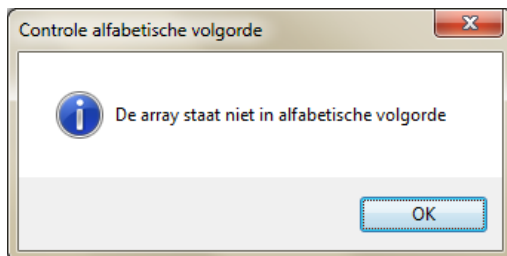 Controle alfabetische volgorde
De array staat niet in alfabetische volgorde
OK